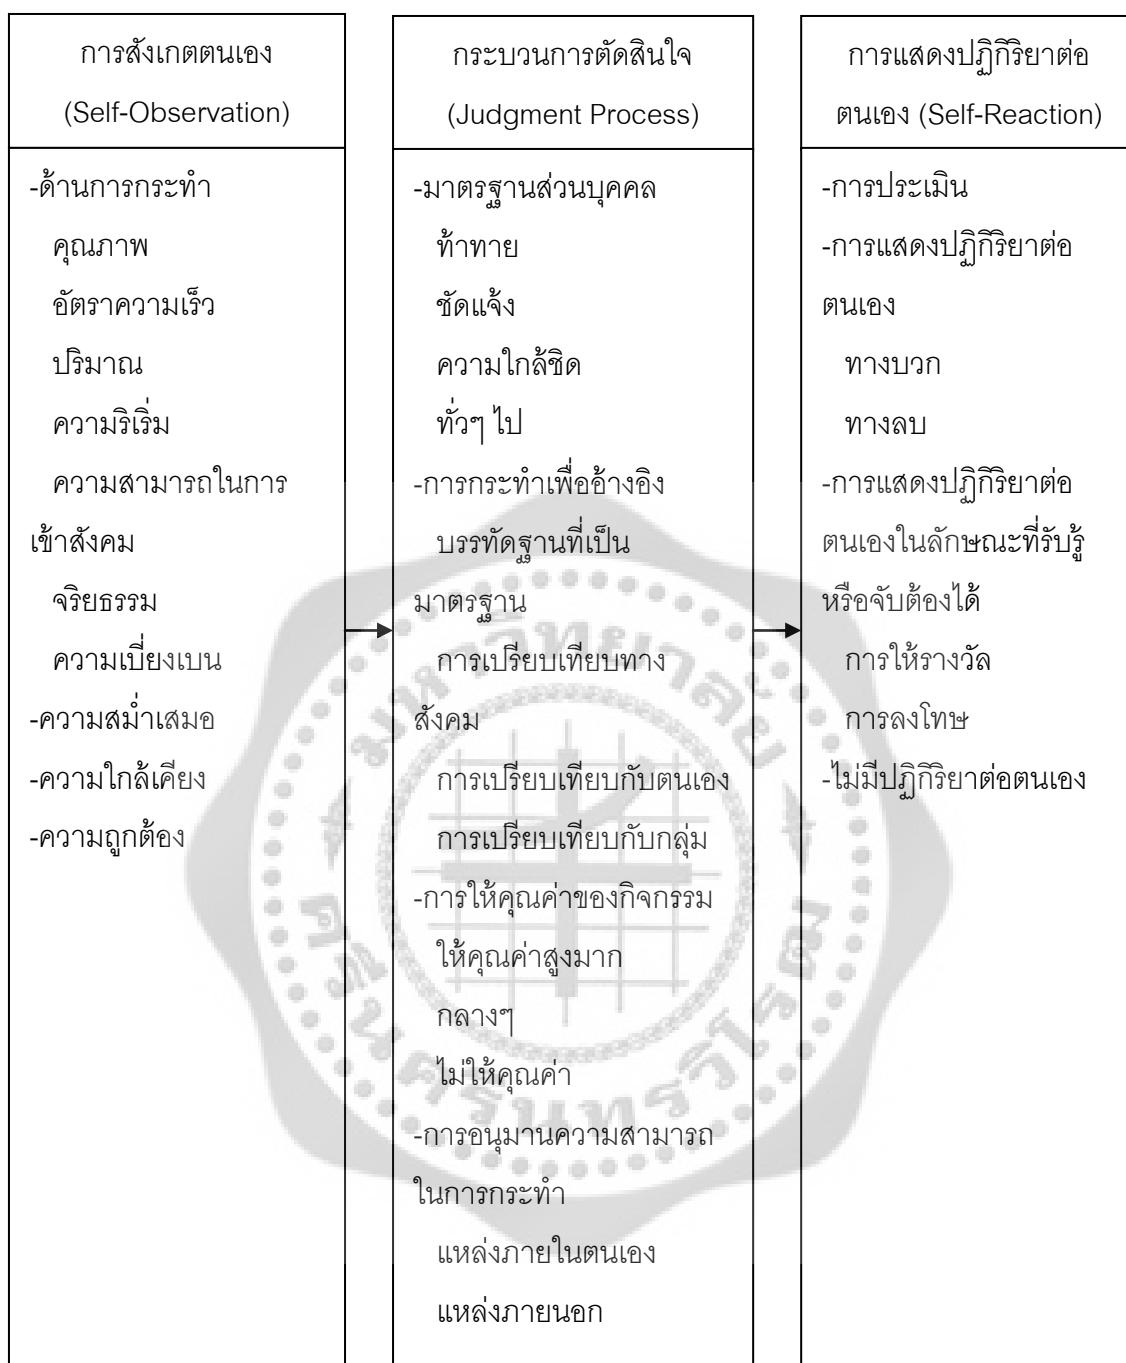 การสังเกตตนเอง
(Self-Observation)
-ด้านการกระทำ
คุณภาพ
อัตราความเร็ว
ปริมาณ
ความริเริ่ม
ความสามารถในการ
เข้าสังคม
จริยธรรม
ความเบี่ยงเบน
-ความสม่ำเสมอ
-ความใกล้เคียง
-ความถูกต้อง
กระบวนการตัดสินใจ
(Judgment Process)
-มาตรฐานส่วนบุคคล
ท้าทาย
ชัดแจ้ง
ความใกล้ชิด
ทั่วๆ ไป
-การกระทำเพื่ออ้างอิง
บรรทัดฐานที่เป็น
มาตรฐาน
การเปรียบเทียบทาง
สังคม
การเปรียบเทียบกับตนเอง
การเปรียบเทียบกับกลุ่ม
-การให้คุณค่าของกิจกรรม
ให้คุณค่าสูงมาก
กลางๆ
ไม่ให้คุณค่า
-การอนุมานความสามารถ
ในการกระทำ
แหล่งภายในตนเอง
แหล่งภายนอก
การแสดงปฏิกิริยาต่อ
ตนเอง (Self-Reaction)
-การประเมิน
-การแสดงปฏิกิริยาต่อ
ตนเอง
ทางบวก
ทางลบ
-การแสดงปฏิกิริยาต่อ
ตนเองในลักษณะที่รับรู้
หรือจับต้องได้
การให้รางวัล
การลงโทษ
-ไม่มีปฏิกิริยาต่อตนเอง
มหาวิทยาลัย
ศรีนครินทรวิโรฒ